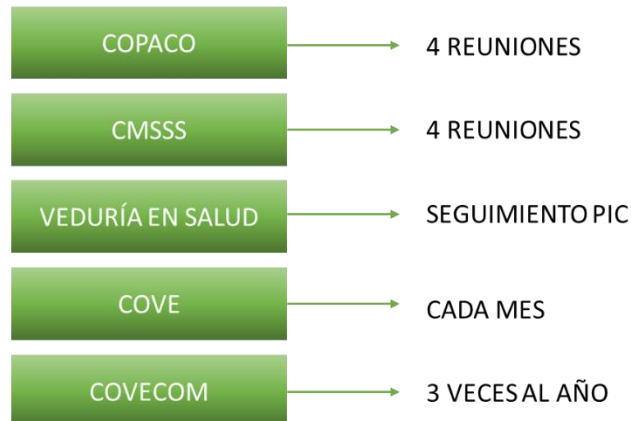 COPACO
4 REUNIONES
CMSSS
4 REUNIONES
VEDURÍA EN SALUD
SEGUIMIENTO PIC
COVE
CADA MES
COVECOM
3 VECES AL AÑO